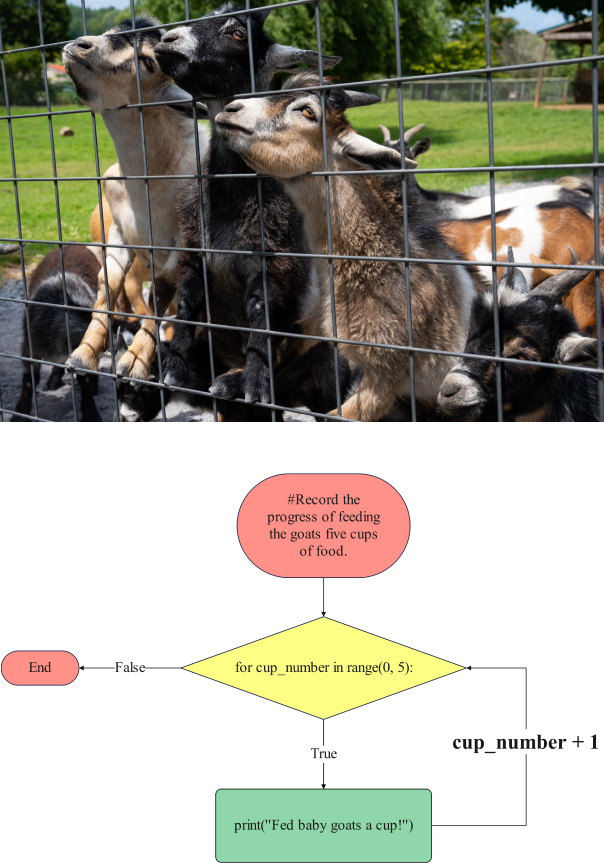 #Record the
progress of feeding
the goats five cups
of food.
for cup_number in range(0, 5):
End
False
True
cup_number + 1
print("Fed baby goats a cup!")